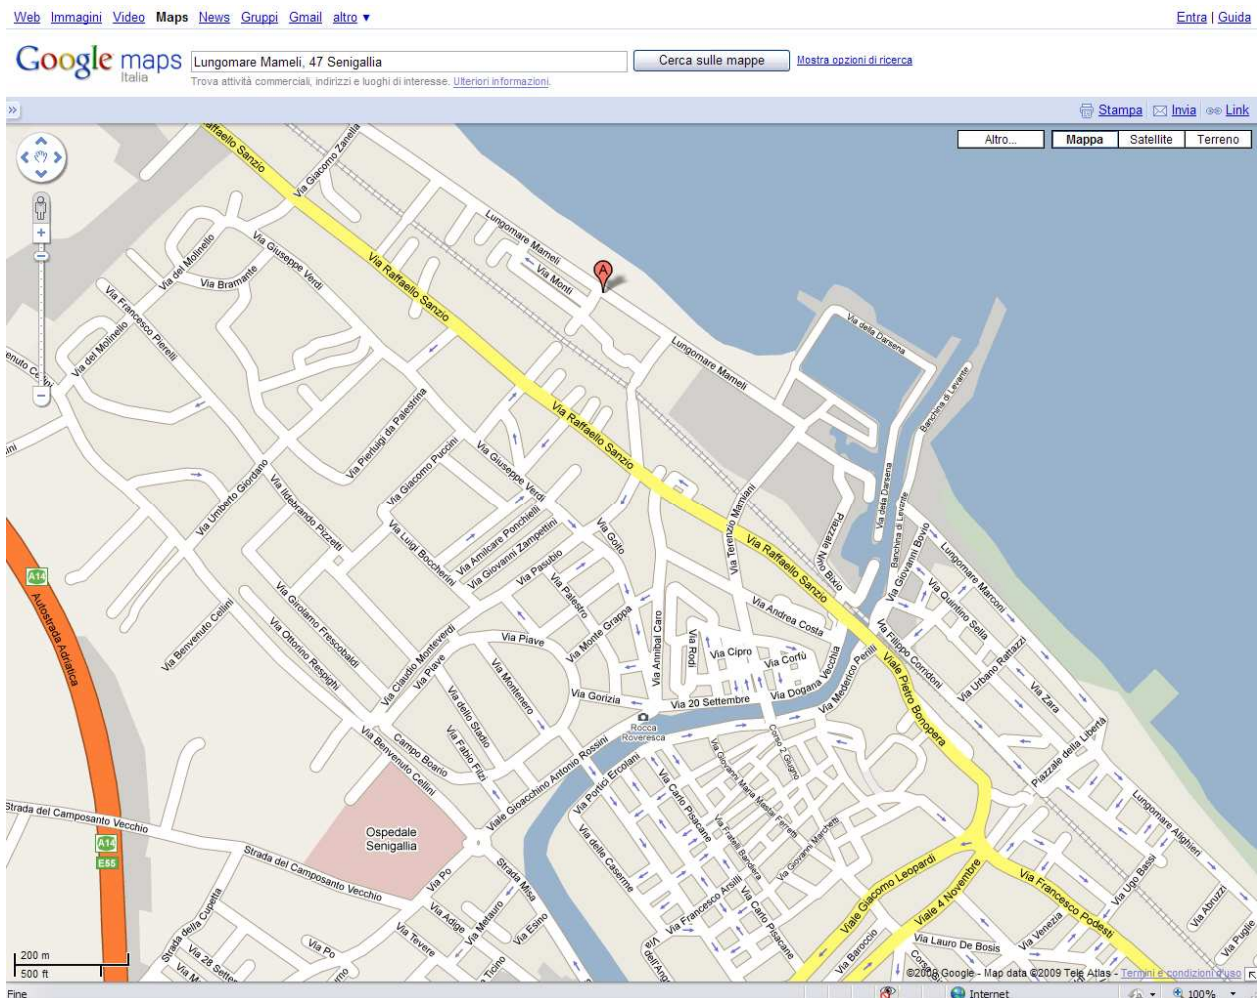 Web Immagini Video Maps News Gruppi Gmail altro ▼
Entra | Guida
Google maps
Italia
Lungomare Mameli, 47 Senigallia
Cerca sulle mappe
Mostra opzioni di ricerca
Trova attività commerciali, indirizzi e luoghi di interesse. Ulteriori informazioni.
»
Stampa Invia Link
Altro...
Mappa
Satellite
Terreno
affaello Sanzio
Via Giacomo Zanella
Lungomare Mameli
Via del Molinello
Via Giuseppe Verdi
Via Raffaello Sanzio
Via Monti
A
Via Bramante
Via Francesco Pierelli
Via della Darsena
Lungomare Mameli
Via del Molinello
Banchina di Levante
Via Pierluigi da Palestrina
Via Raffaello Sanzio
Via Giacomo Puccini
Via Giuseppe Verdi
Via Umberto Giordano
Via Ildebrando Pizzetti
Via Terenzio Mamiani
Via della Darsena
Via Amilcare Ponchielli
Via Luigi Boccherini
Via Giovanni Zampettini
Via Goito
Piazzale Nino Bixio
Banchina di Levante
Via Giovanni Bovio
Lungomare Marconi
Via Raffaello Sanzio
A14
Autostrada Adriatica
Via Pasubio
Via Palestro
Via Quintino Sella
Via Benvenuto Cellini
Via Girolamo Frescobaldi
Via Ottorino Respighi
Via Claudio Monteverdi
Via Monte Grappa
Via Annibal Caro
Via Andrea Costa
Via Piave
Via Piave
Via Rodi
Via Cipro
Via Corfù
Via Filippo Corridoni
Via Urbano Rattazzi
Via Zara
Via Montenero
Via Gorizia
Via 20 Settembre
Via Dogana Vecchia
Via Mederico Perilli
Viale Pietro Bonopera
Via dello Stadio
Via Fabio Filzi
Rocca
Roveresca
Corso 2 Giugno
Piazzale della Libertà
Campo Boario
Via Benvenuto Cellini
Viale Gioacchino Antonio Rossini
Via Portici Ercolani
Via Giovanni Maria Mastai Ferretti
Via Carlo Pisacane
Via Fratelli Bandiera
Via Giovanni Marchetti
Lungomare Alighieri
Strada del Camposanto Vecchio
A14
E55
Ospedale
Senigallia
Strada del Camposanto Vecchio
Via delle Caserme
Via Po
Strada Misa
Via Adige
Via Metauro
Via Esino
Via Tevere
Via Francesco Arsilli
Via Carlo Pisacane
Viale Giacomo Leopardi
Viale 4 Novembre
Via Francesco Podesti
Via Ugo Bassi
Via Abruzzi
Via Puglie
Via Venezia
Via Lauro De Bosis
Via Baroccio
Strada della Cupetta
Via Po
200 m
500 ft
Google - Map data ©2009 Tele Atlas - Termini e condizioni d'uso
Fine
Internet
100%